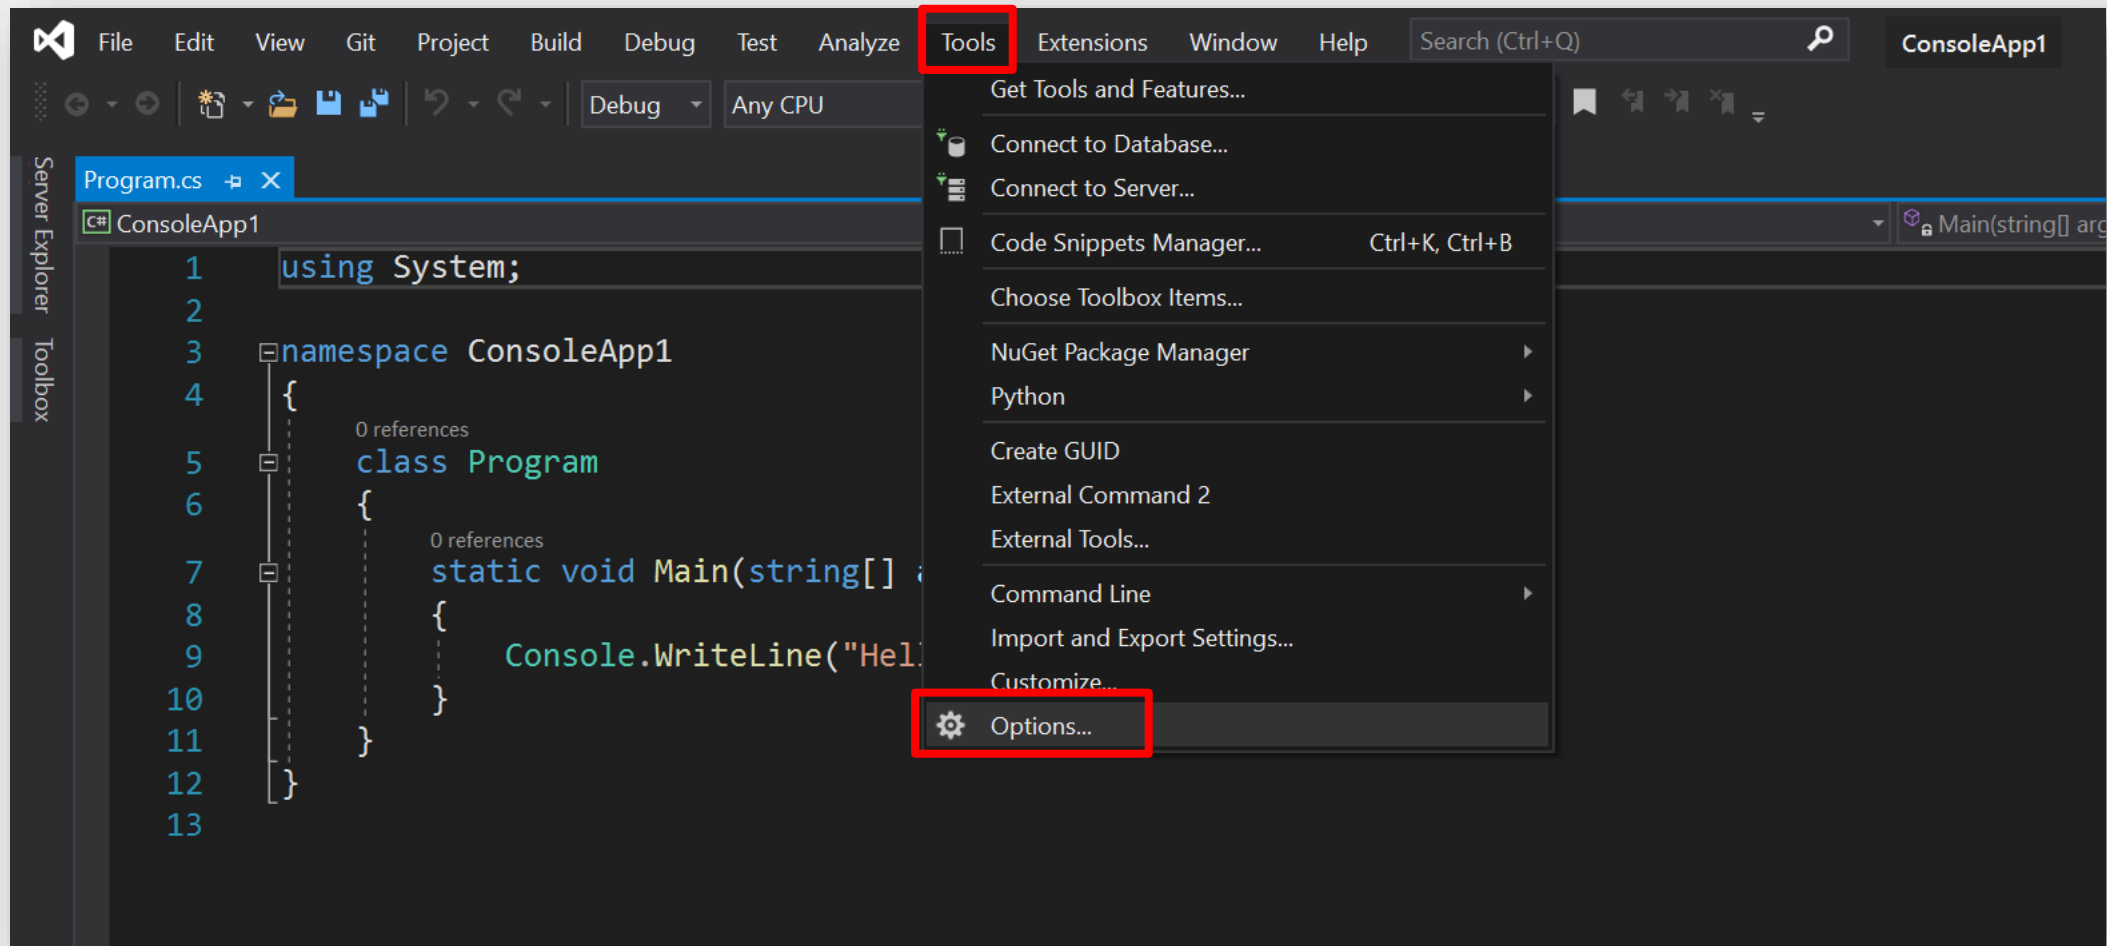 File Edit View Git Project Build Debug Test Analyze Tools Extensions Window Help Search (Ctrl+Q) ConsoleApp1
Debug Any CPU
Server Explorer
Toolbox
Program.cs
C# ConsoleApp1
Main(string[] arg
1 using System;
2
3 namespace ConsoleApp1
4 {
0 references
5 class Program
6 {
0 references
7 static void Main(string[] a
8 {
9 Console.WriteLine("Hel
10 }
11 }
12 }
13
Get Tools and Features...
Connect to Database...
Connect to Server...
Code Snippets Manager... Ctrl+K, Ctrl+B
Choose Toolbox Items...
NuGet Package Manager
Python
Create GUID
External Command 2
External Tools...
Command Line
Import and Export Settings...
Customize...
Options...